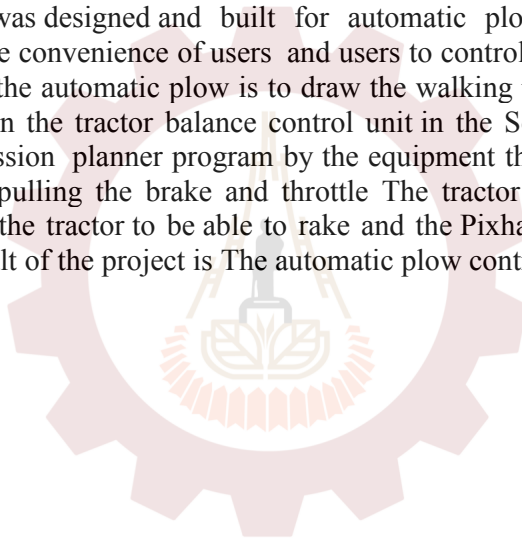 was designed and built for automatic plo
e convenience of users and users to control
the automatic plow is to draw the walking
n the tractor balance control unit in the S
ssion planner program by the equipment th
pulling the brake and throttle The tractor
the tractor to be able to rake and the Pixha
lt of the project is The automatic plow cont